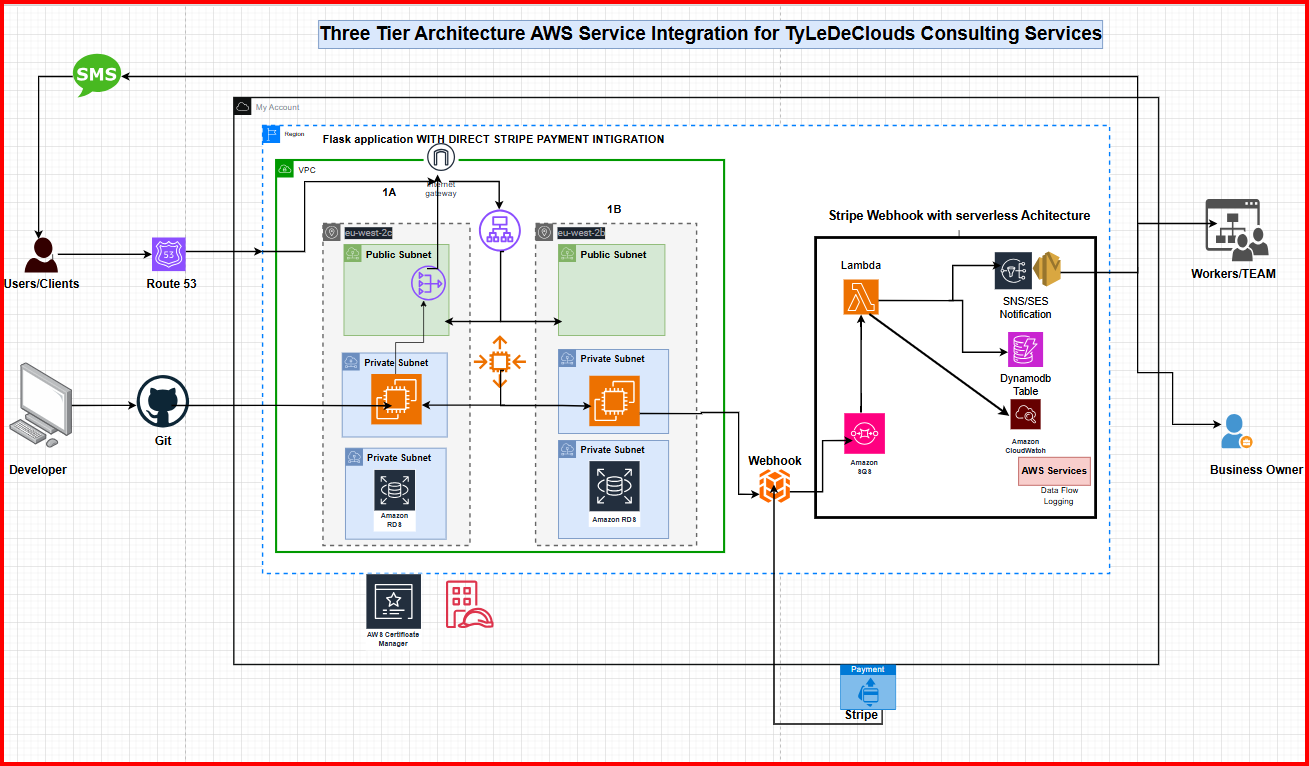 Three Tier Architecture AWS Service Integration for TyLeDeClouds Consulting Services
SMS
My Account
Region
Flask application WITH DIRECT STRIPE PAYMENT INTIGRATION
VPC
Internet
gateway
1A
1B
eu-west-2c
eu-west-2b
Public Subnet
Public Subnet
Stripe Webhook with serverless Achitecture
Users/Clients
53
Route 53
Workers/TEAM
Lambda
SNS/SES
Notification
Private Subnet
Private Subnet
Dynamodb
Table
Developer
Git
Amazon
SQS
Amazon
CloudWatch
Business Owner
Private Subnet
Private Subnet
Webhook
AWS Services
Data Flow
Logging
Amazon
RDS
Amazon RDS
AWS Certificate
Manager
Payment
Stripe